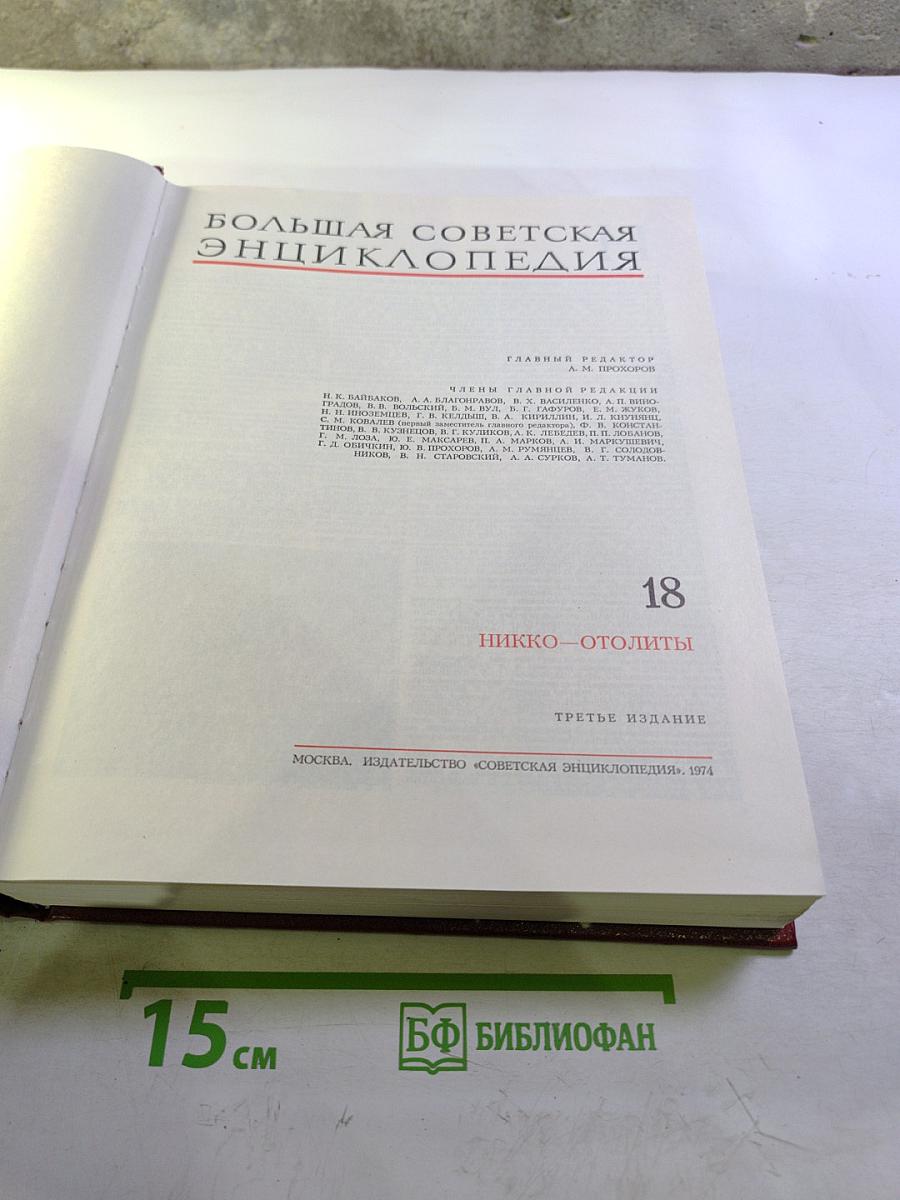 БОЛЬШАЯ СОВЕТСКАЯ
ЭНЦИКЛОПЕДИЯ
ГЛАВНЫЙ РЕДАКТОР
А. М. ПРОХОРОВ
ЧЛЕНЫ ГЛАВНОЙ РЕДАКЦИИ
Н. К. БАЙБАКОВ, А. А. БЛАГОНРАВОВ, В. Х. ВАСИЛЕНКО, А. П. ВИНО-
ГРАДОВ, В. В. ВОЛЬСКИЙ, Б. М. ВУЛ, Б. Г. ГАФУРОВ, Е. М. ЖУКОВ,
Н. Н. ИНОЗЕМЦЕВ, Г. В. КЕЛДЫШ, В. А. КИРИЛЛИН, И. Л. КНУНЯНЦ,
С. М. КОВАЛЕВ (первый заместитель главного редактора), Ф. В. КОНСТАН-
ТИНОВ, В. В. КУЗНЕЦОВ, В. Г. КУЛИКОВ, А. К. ЛЕБЕДЕВ, П. П. ЛОБАНОВ,
Г. М. ЛОЗА, Ю. Е. МАКСАРЕВ, П. А. МАРКОВ, А. И. МАРКУШЕВИЧ,
Г. Д. ОБИЧКИН, Ю. В. ПРОХОРОВ, А. М. РУМЯНЦЕВ, В. Г. СОЛОДОВ-
НИКОВ, В. Н. СТАРОВСКИЙ, А. А. СУРКОВ, А. Т. ТУМАНОВ.
18
НИККО—ОТОЛИТЫ
ТРЕТЬЕ ИЗДАНИЕ
МОСКВА. ИЗДАТЕЛЬСТВО «СОВЕТСКАЯ ЭНЦИКЛОПЕДИЯ». 1974
15 см
БФ БИБЛИОФАН